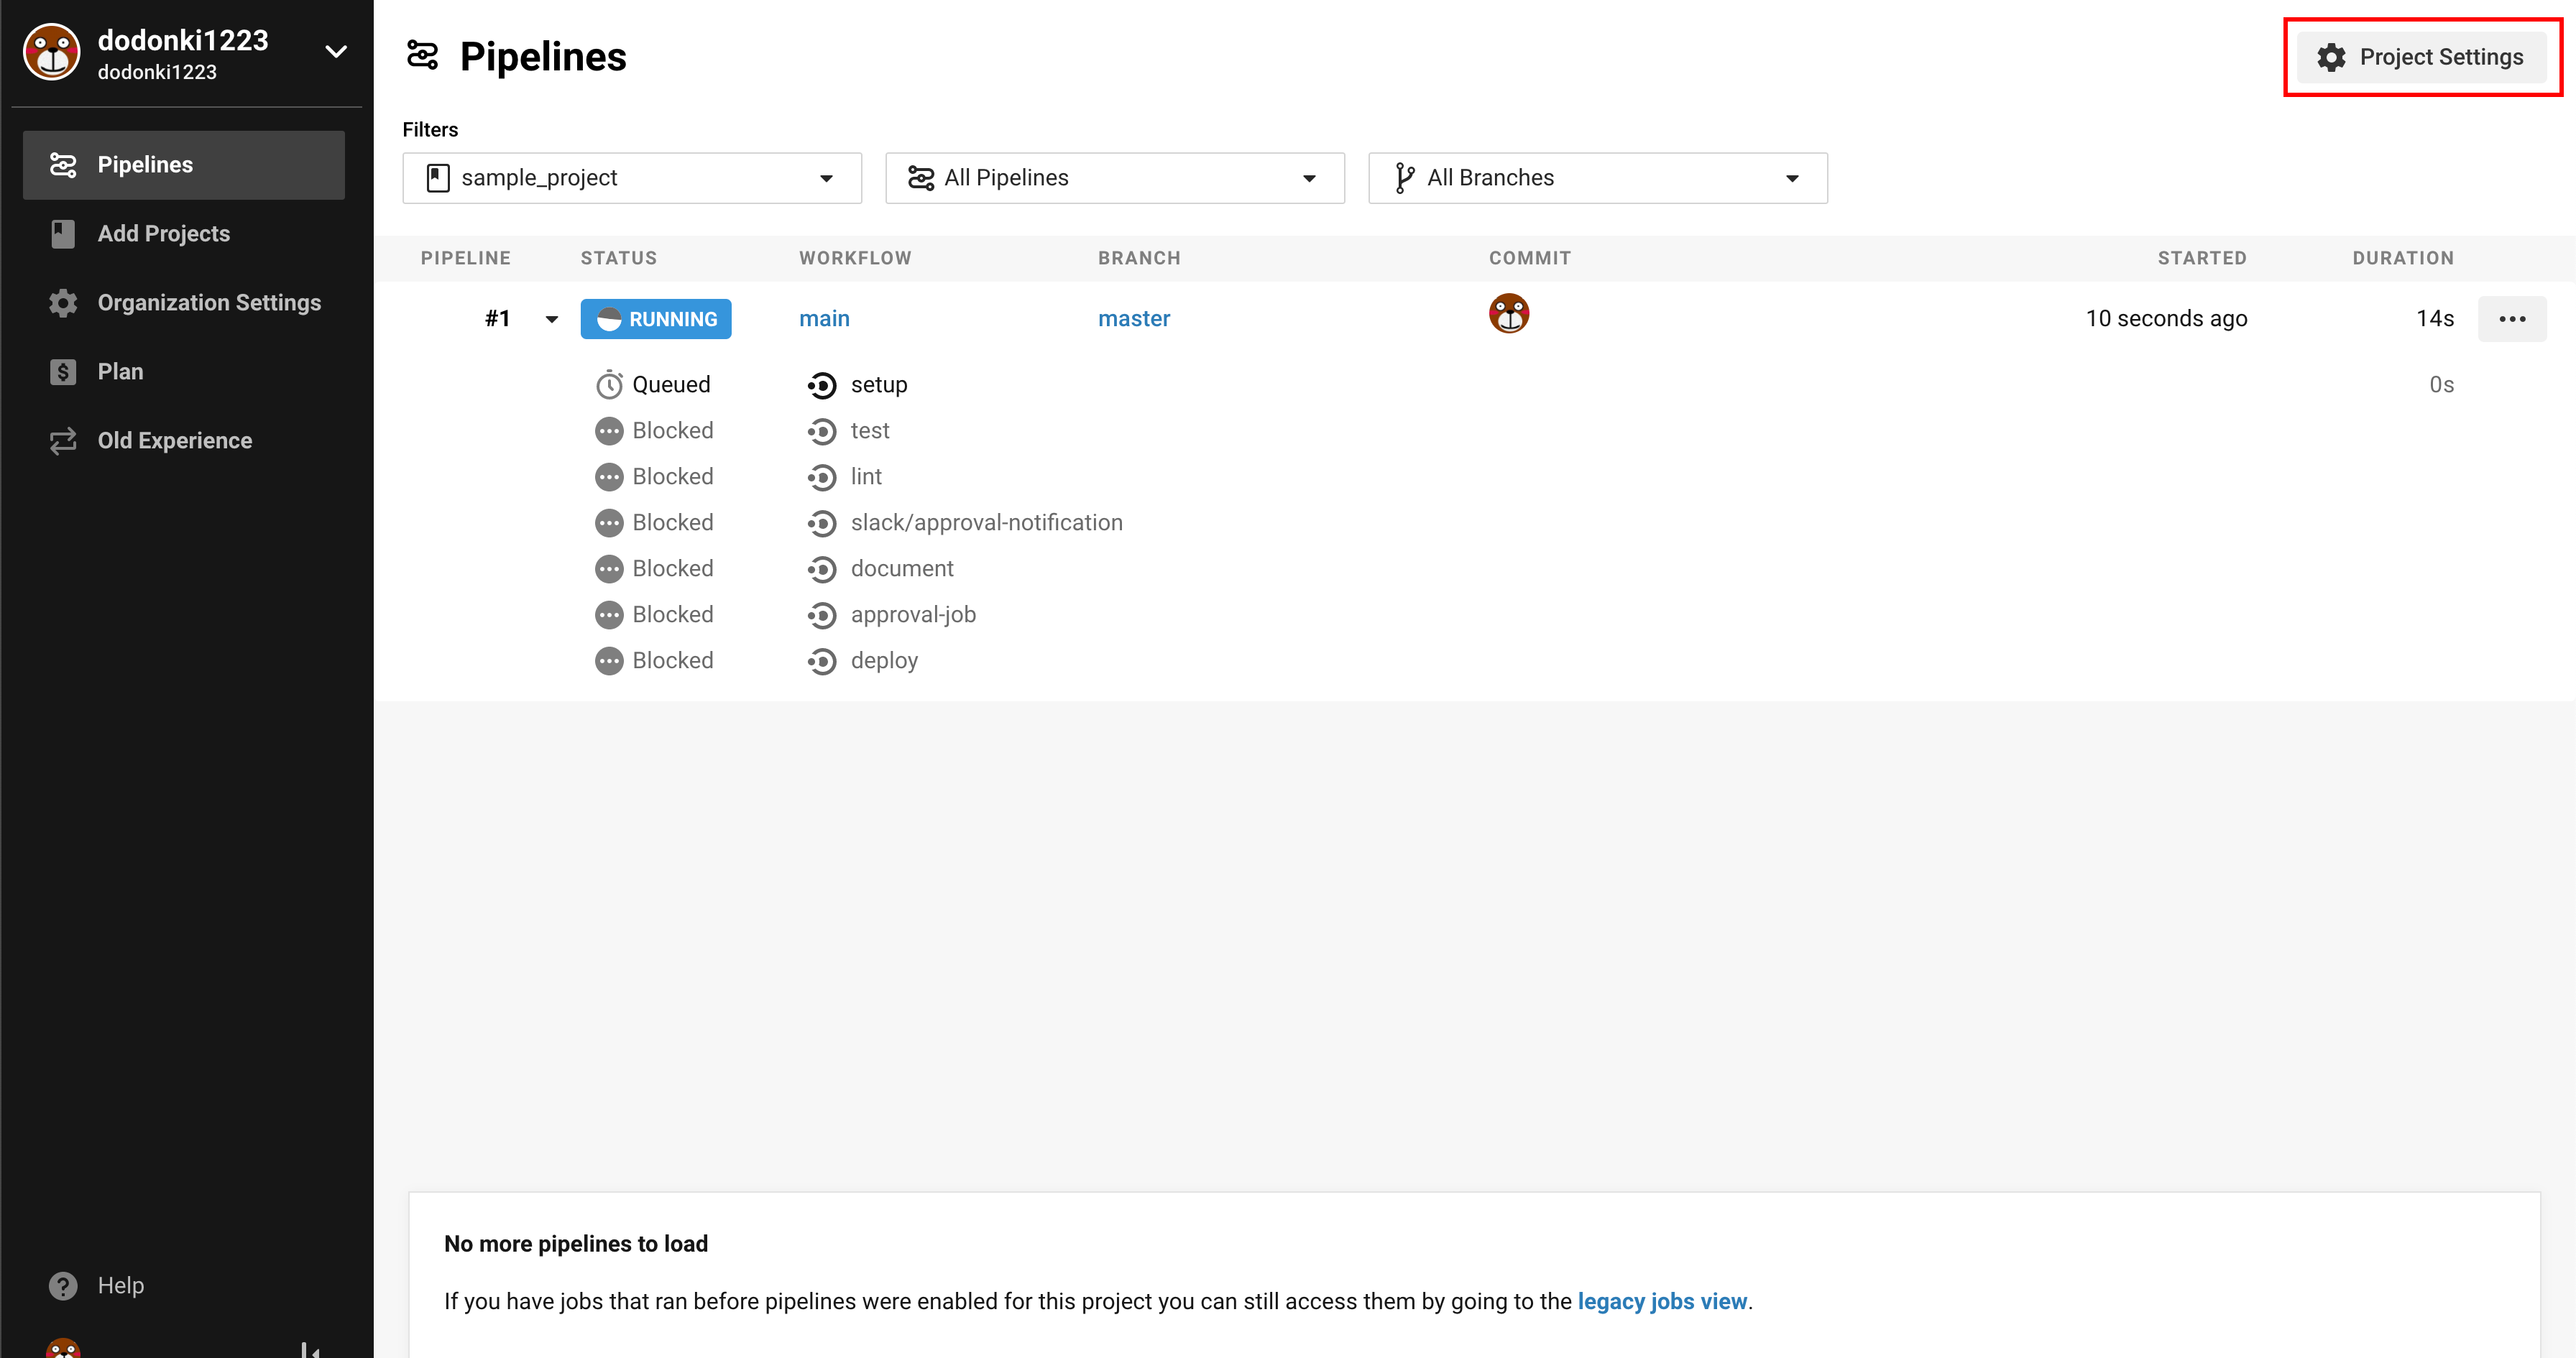 dodonki1223
dodonki1223
Pipelines
Add Projects
Organization Settings
Plan
Old Experience
Help
Pipelines
Project Settings
Filters
sample_project All Pipelines All Branches
PIPELINE STATUS WORKFLOW BRANCH COMMIT STARTED DURATION
#1 RUNNING main master 10 seconds ago 14s
Queued setup 0s
Blocked test
Blocked lint
Blocked slack/approval-notification
Blocked document
Blocked approval-job
Blocked deploy
No more pipelines to load
If you have jobs that ran before pipelines were enabled for this project you can still access them by going to the legacy jobs view.